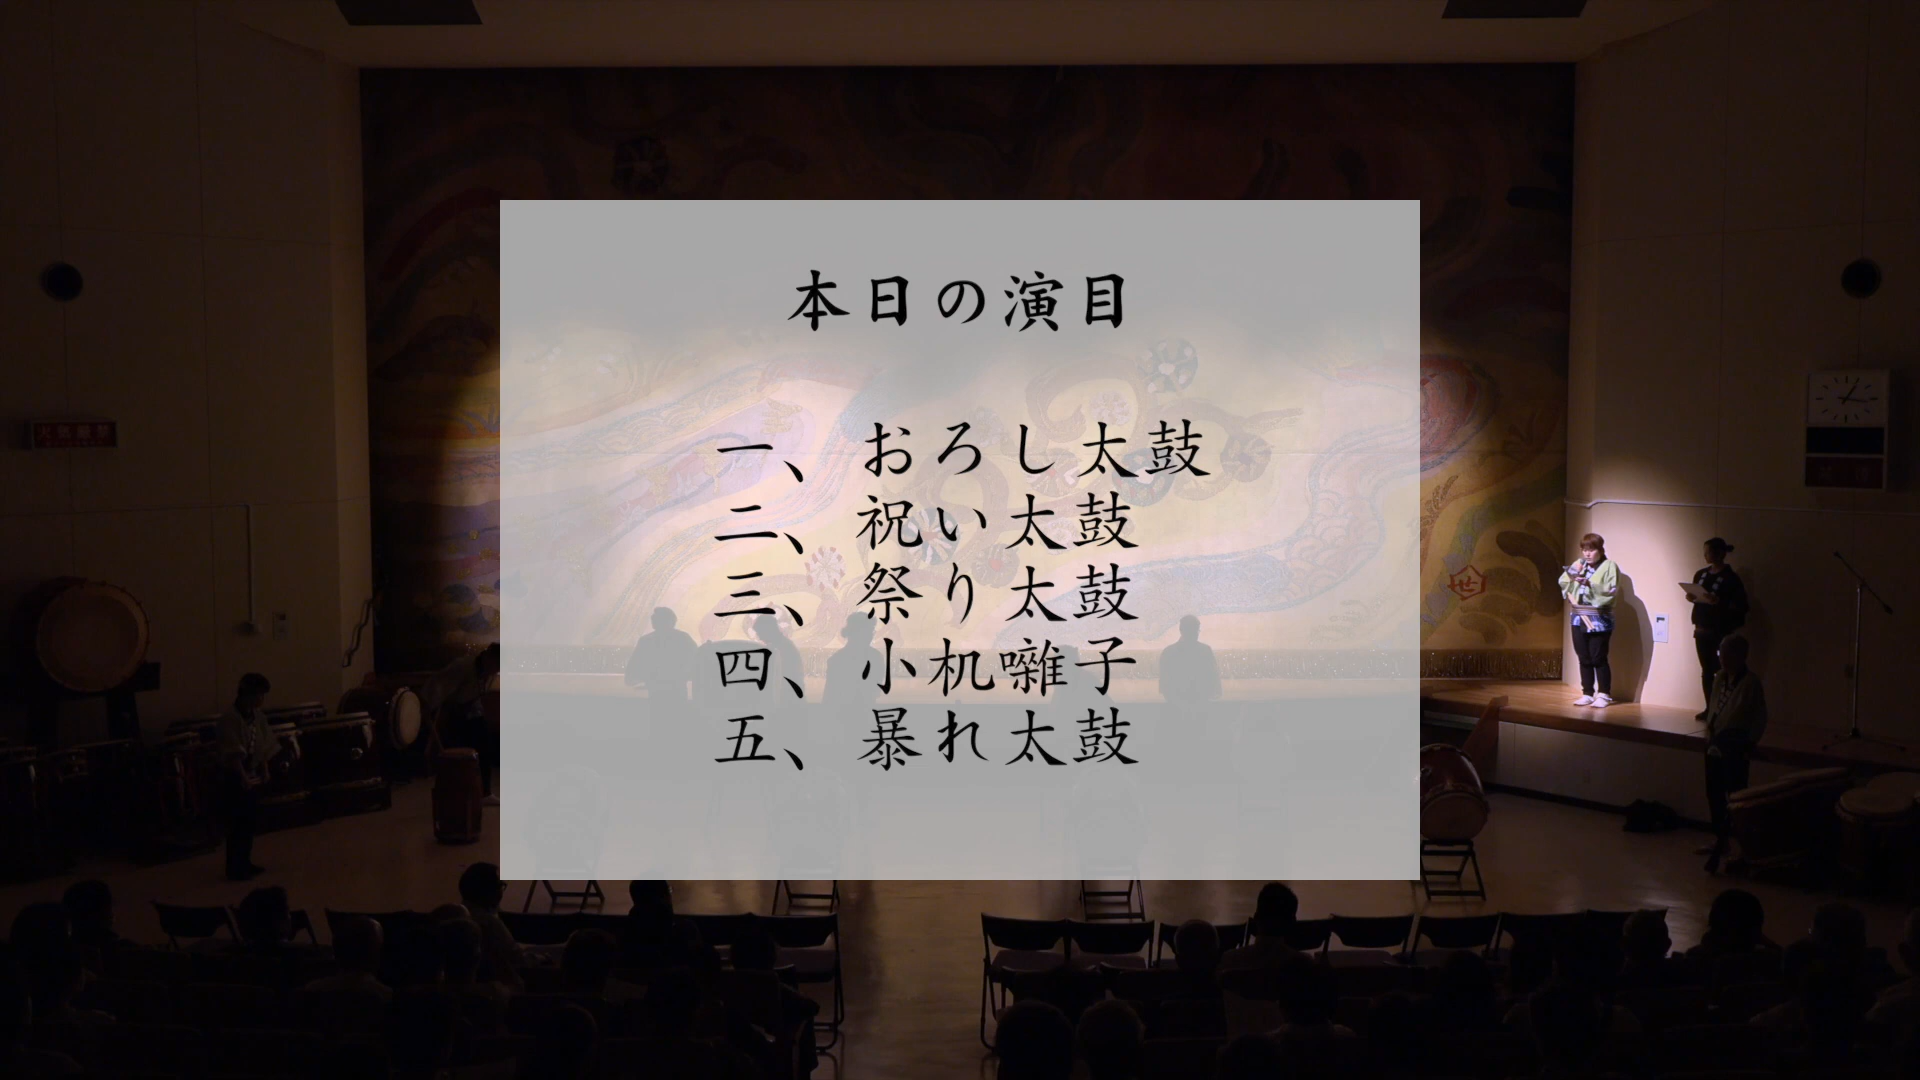 本日の演目
一、おろし太鼓
二、祝い太鼓
三、祭り太鼓
四、小机囃子
五、暴れ太鼓